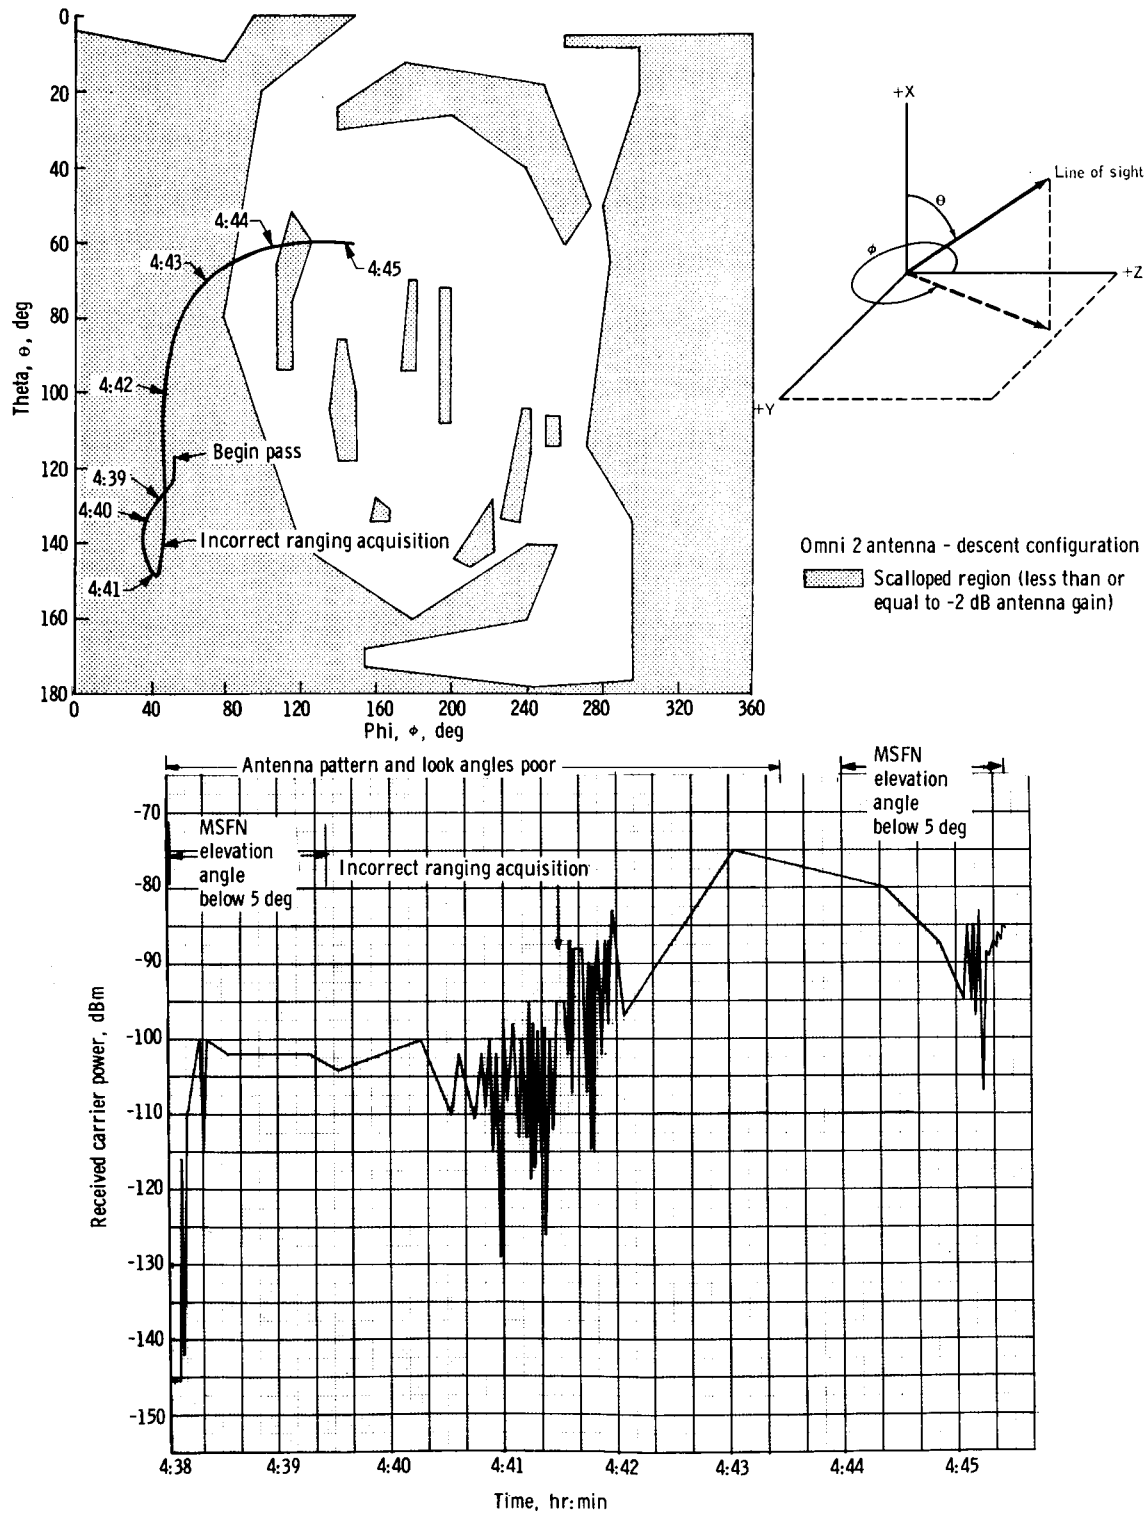 0
20
40
60
80
100
120
140
160
180
Theta, θ, deg
0
40
80
120
160
200
240
280
320
360
Phi, ϕ, deg
4:44
4:43
4:45
4:42
Begin pass
4:39
4:40
Incorrect ranging acquisition
4:41
+X
Line of sight
θ
ϕ
+Z
+Y
Omni 2 antenna - descent configuration
Scalloped region (less than or
equal to -2 dB antenna gain)
Antenna pattern and look angles poor
MSFN
elevation
angle
below 5 deg
MSFN
elevation
angle
below 5 deg
Incorrect ranging acquisition
-70
-80
-90
-100
-110
-120
-130
-140
-150
Received carrier power, dBm
4:38
4:39
4:40
4:41
4:42
4:43
4:44
4:45
Time, hr:min